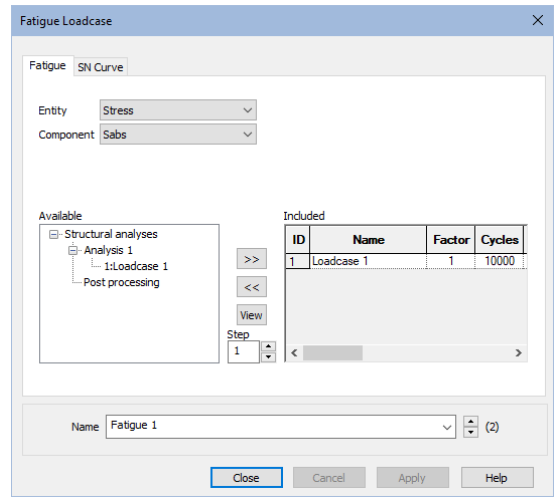 Fatigue Loadcase
Fatigue SN Curve
Entity Stress
Component Sabs
Available
Structural analyses
Analysis 1
1:Loadcase 1
Post processing
>>
<<
View
Step
1
Included
ID Name Factor Cycles
1 Loadcase 1 1 10000
Name Fatigue 1 (2)
Close Cancel Apply Help